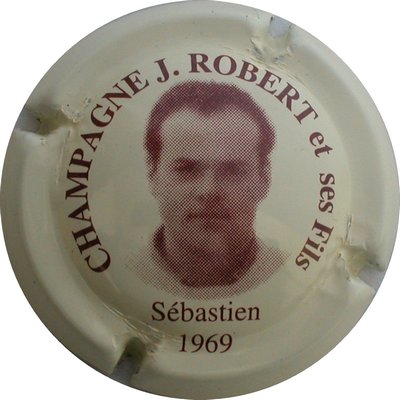 CHAMPAGNE J. ROBERT et ses Fils
Sébastien
1969